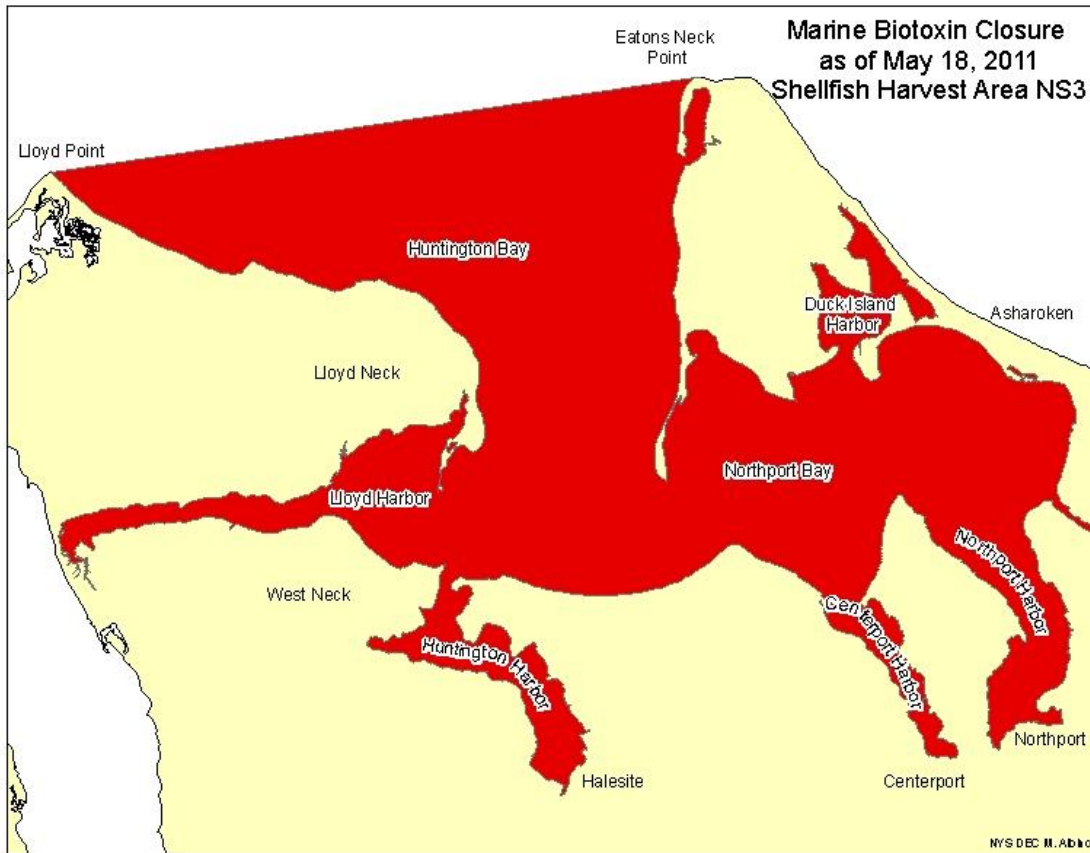 Marine Biotoxin Closure
as of May 18, 2011
Shellfish Harvest Area NS3
Eatons Neck
Point
Lloyd Point
Huntington Bay
Duck Island
Harbor
Asharoken
Lloyd Neck
Northport Bay
Lloyd Harbor
Northport Harbor
West Neck
Centerport Harbor
Huntington Harbor
Northport
Halesite
Centerport
NYSDEC M.